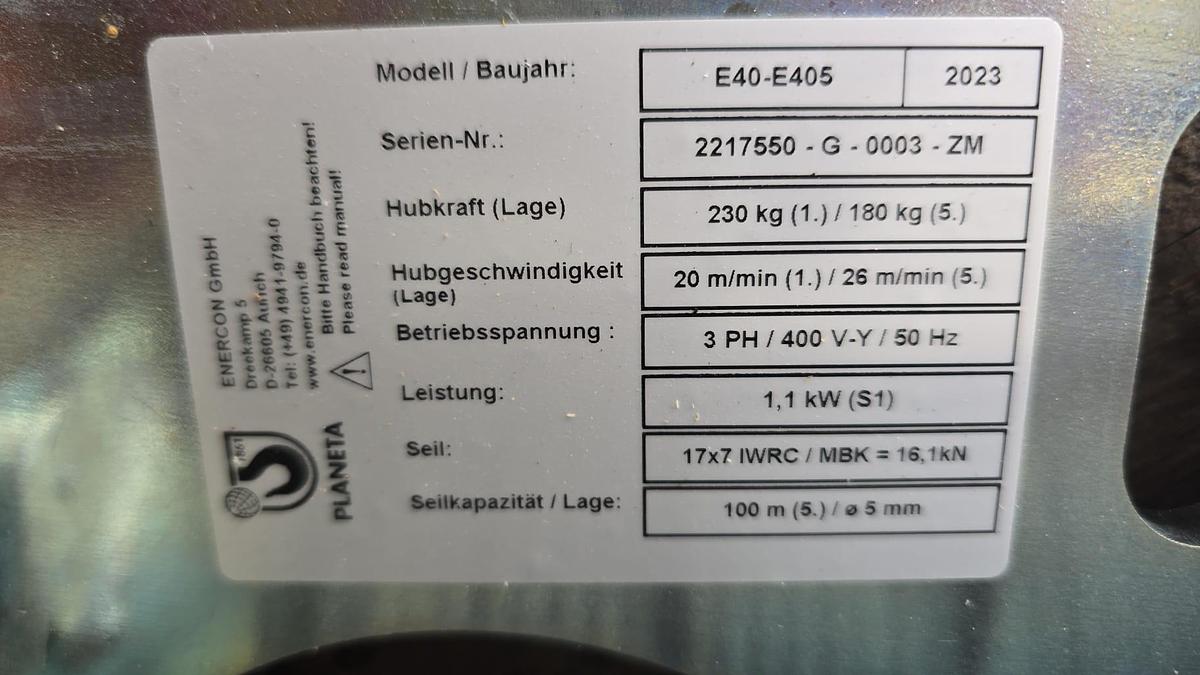 Modell / Baujahr: E40-E405 2023
Serien-Nr.: 2217550 - G - 0003 - ZM
Hubkraft (Lage) 230 kg (1.) / 180 kg (5.)
Hubgeschwindigkeit (Lage) 20 m/min (1.) / 26 m/min (5.)
Betriebsspannung : 3 PH / 400 V-Y / 50 Hz
Leistung: 1,1 kW (S1)
Seil: 17x7 IWRC / MBK = 16,1kN
Seilkapazität / Lage: 100 m (5.) / ø 5 mm
ENERCON GmbH
Dreekamp 5
D-26605 Aurich
Tel: (+49) 4941-9794-0
www.enercon.de
Bitte Handbuch beachten!
Please read manual!
1861
PLANETA